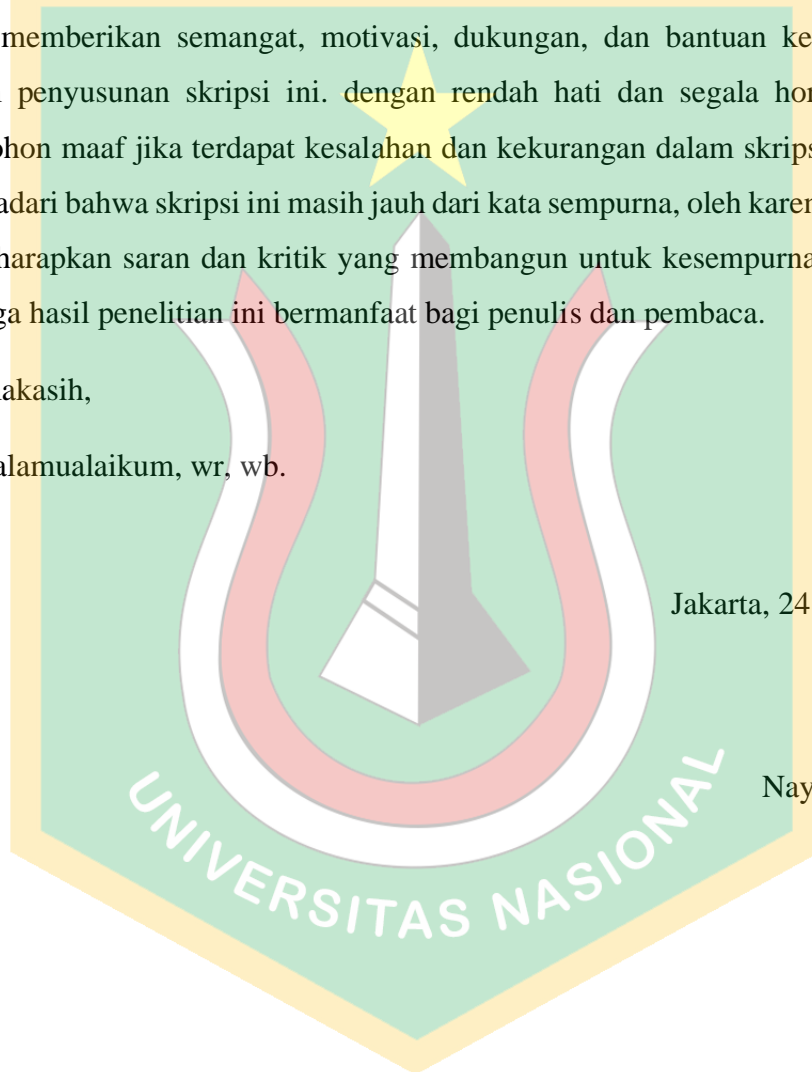 memberikan semangat, motivasi, dukungan, dan bantuan ke
penyusunan skripsi ini. dengan rendah hati dan segala hor
ohon maaf jika terdapat kesalahan dan kekurangan dalam skrips
adari bahwa skripsi ini masih jauh dari kata sempurna, oleh karen
harapkan saran dan kritik yang membangun untuk kesempurna
ga hasil penelitian ini bermanfaat bagi penulis dan pembaca.
akasih,
alamualaikum, wr, wb.
Jakarta, 24
Nay
UNIVERSITAS NASIONAL